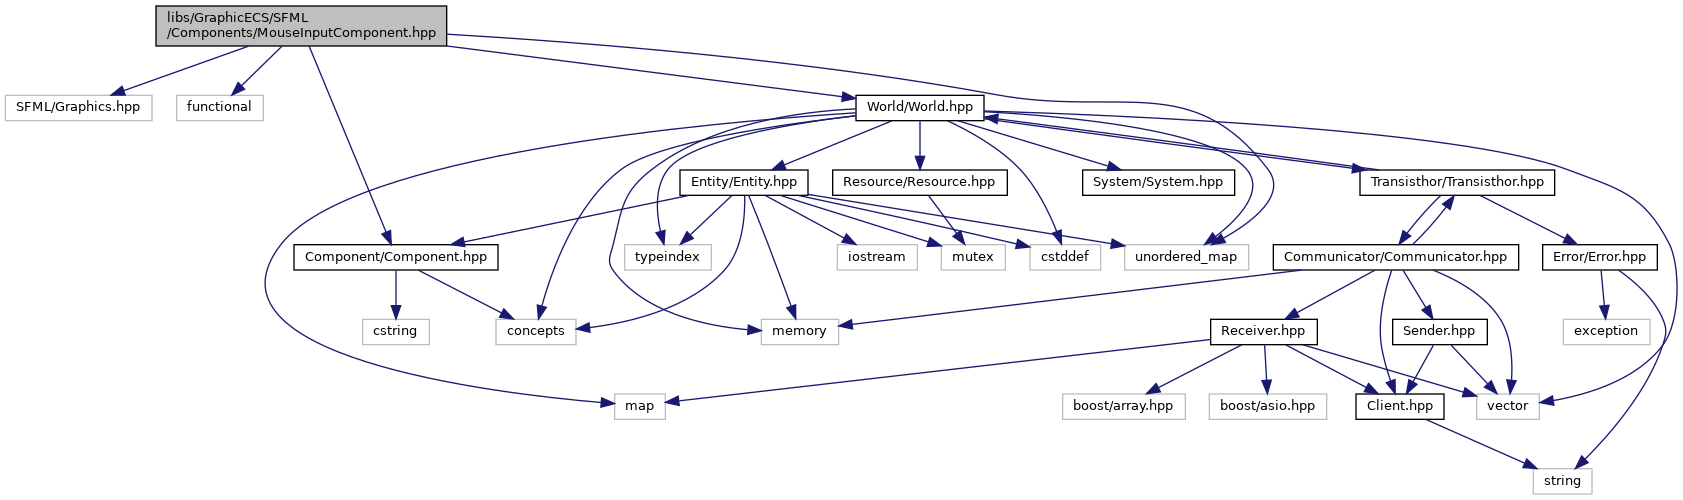 libs/GraphicECS/SFML
/Components/MouseInputComponent.hpp
SFML/Graphics.hpp
functional
World/World.hpp
Entity/Entity.hpp
Resource/Resource.hpp
System/System.hpp
Transisthor/Transisthor.hpp
Component/Component.hpp
typeindex
iostream
mutex
cstddef
unordered_map
Communicator/Communicator.hpp
Error/Error.hpp
cstring
concepts
memory
Receiver.hpp
Sender.hpp
exception
map
boost/array.hpp
boost/asio.hpp
Client.hpp
vector
string